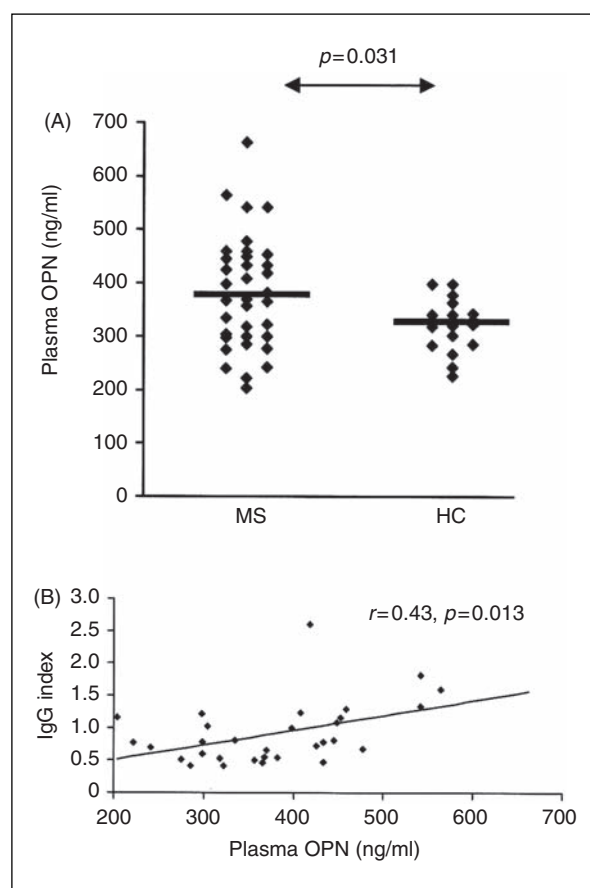 p=0.031
(A)
Plasma OPN (ng/ml)
700
600
500
400
300
200
100
0
MS HC
(B)
r=0.43, p=0.013
IgG index
3.0
2.5
2.0
1.5
1.0
0.5
0
200 300 400 500 600 700
Plasma OPN (ng/ml)